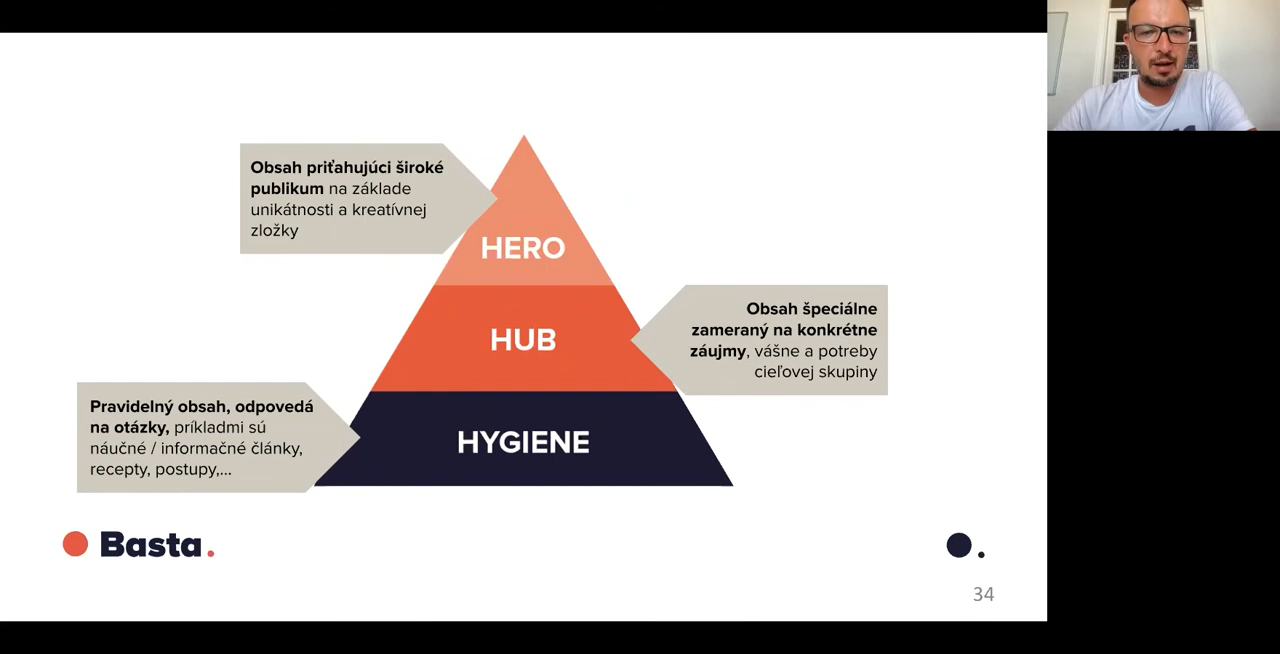 Obsah priťahujúci široké
publikum na základe
unikátnosti a kreatívnej
zložky
HERO
Obsah špeciálne
zameraný na konkrétne
záujmy, vášne a potreby
cieľovej skupiny
HUB
Pravidelný obsah, odpovedá
na otázky, príkladmi sú
náučné / informačné články,
recepty, postupy,...
HYGIENE
Basta.
34